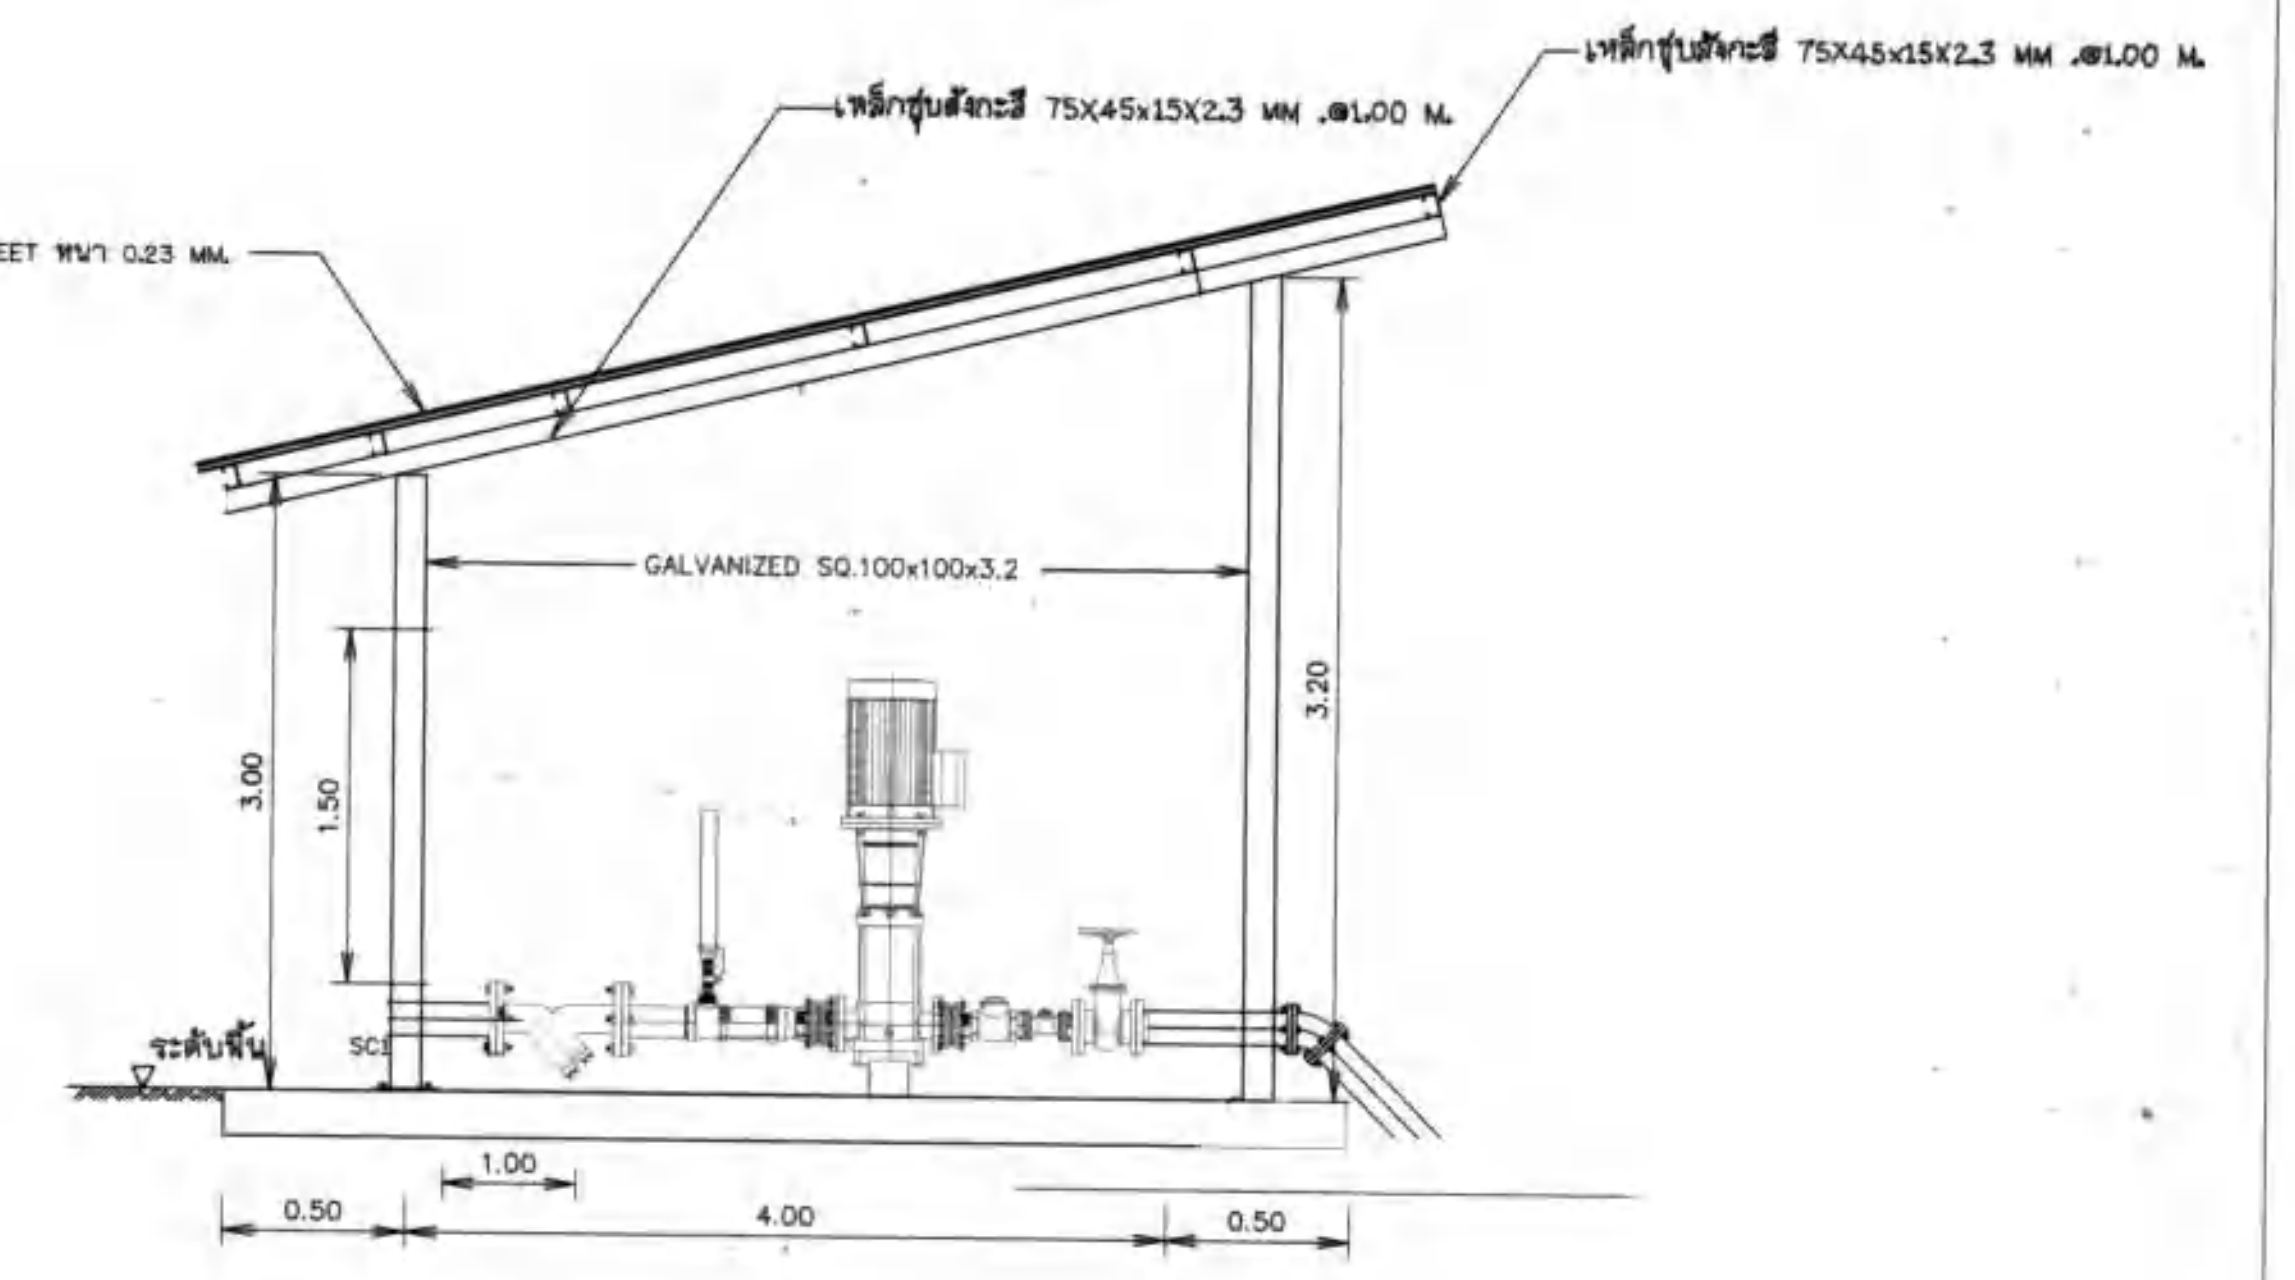 เหล็กชุบสังกะสี 75X45x15X2.3 MM .@1.00 M.
เหล็กชุบสังกะสี 75X45x15X2.3 MM .@1.00 M.
EET หนา 0.23 MM.
GALVANIZED SQ.100x100x3.2
3.00
1.50
3.20
ระดับพื้น
SC1
1.00
0.50
4.00
0.50